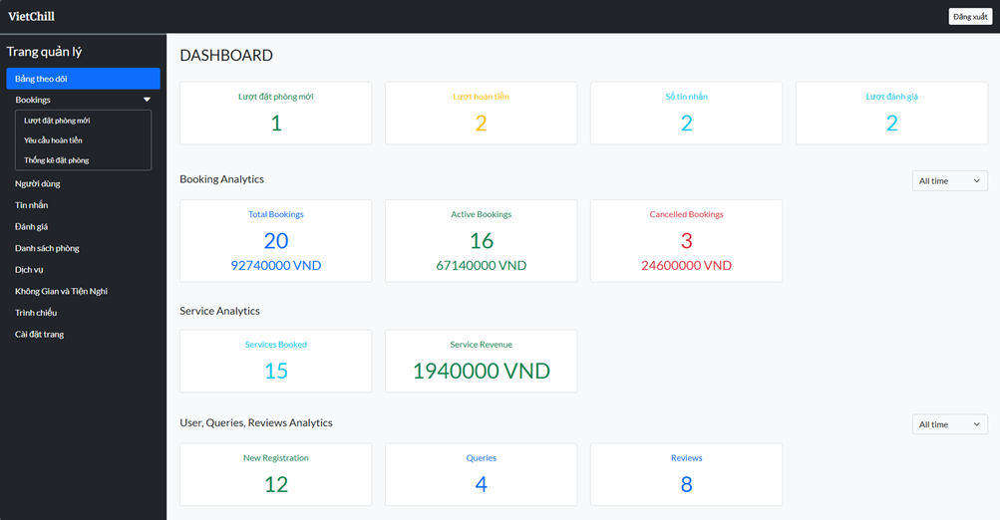 VietChill
Đăng xuất
Trang quản lý
Bảng theo dõi
Bookings
Lượt đặt phòng mới
Yêu cầu hoàn tiền
Thống kê đặt phòng
Người dùng
Tin nhắn
Đánh giá
Danh sách phòng
Dịch vụ
Không Gian và Tiện Nghi
Trình chiếu
Cài đặt trang
DASHBOARD
Lượt đặt phòng mới
1
Lượt hoàn tiền
2
Số tin nhắn
2
Lượt đánh giá
2
Booking Analytics
All time
Total Bookings
20
92740000 VND
Active Bookings
16
67140000 VND
Cancelled Bookings
3
24600000 VND
Service Analytics
Services Booked
15
Service Revenue
1940000 VND
User, Queries, Reviews Analytics
All time
New Registration
12
Queries
4
Reviews
8